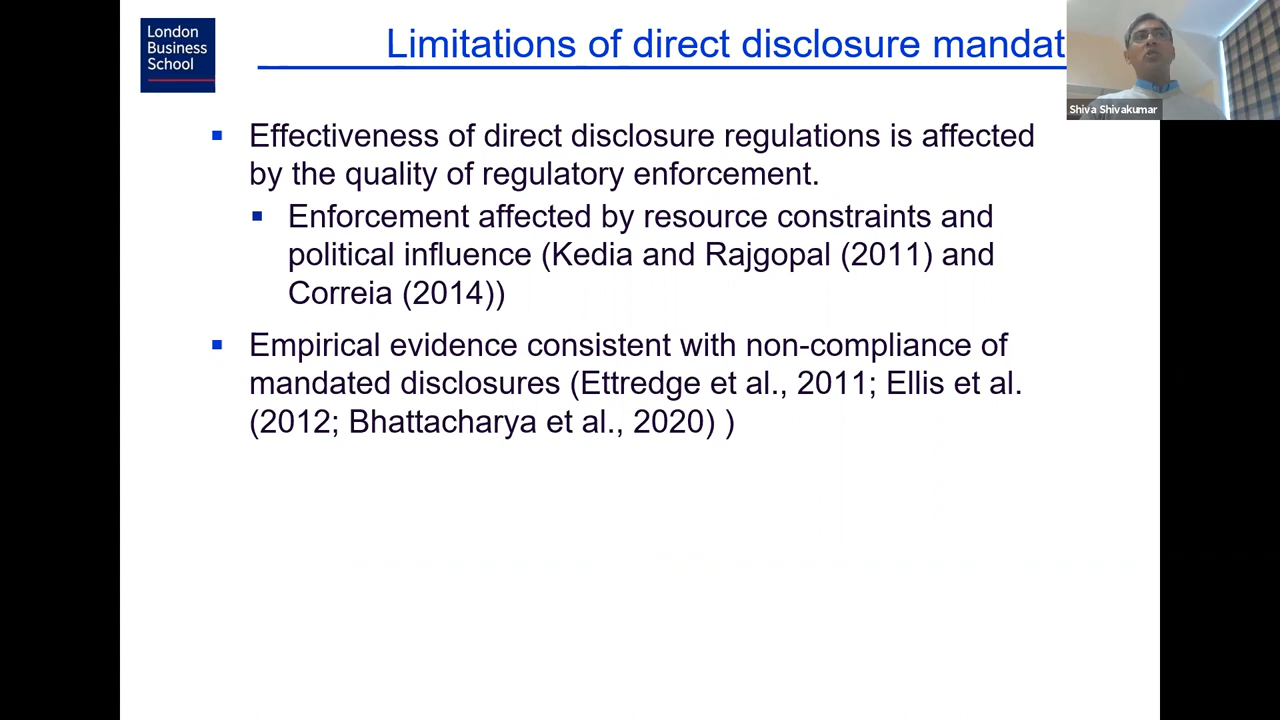 London
Business
School
Limitations of direct disclosure mandat
Shiva Shivakumar
▪ Effectiveness of direct disclosure regulations is affected
by the quality of regulatory enforcement.
▪ Enforcement affected by resource constraints and
political influence (Kedia and Rajgopal (2011) and
Correia (2014))
▪ Empirical evidence consistent with non-compliance of
mandated disclosures (Ettredge et al., 2011; Ellis et al.
(2012; Bhattacharya et al., 2020) )